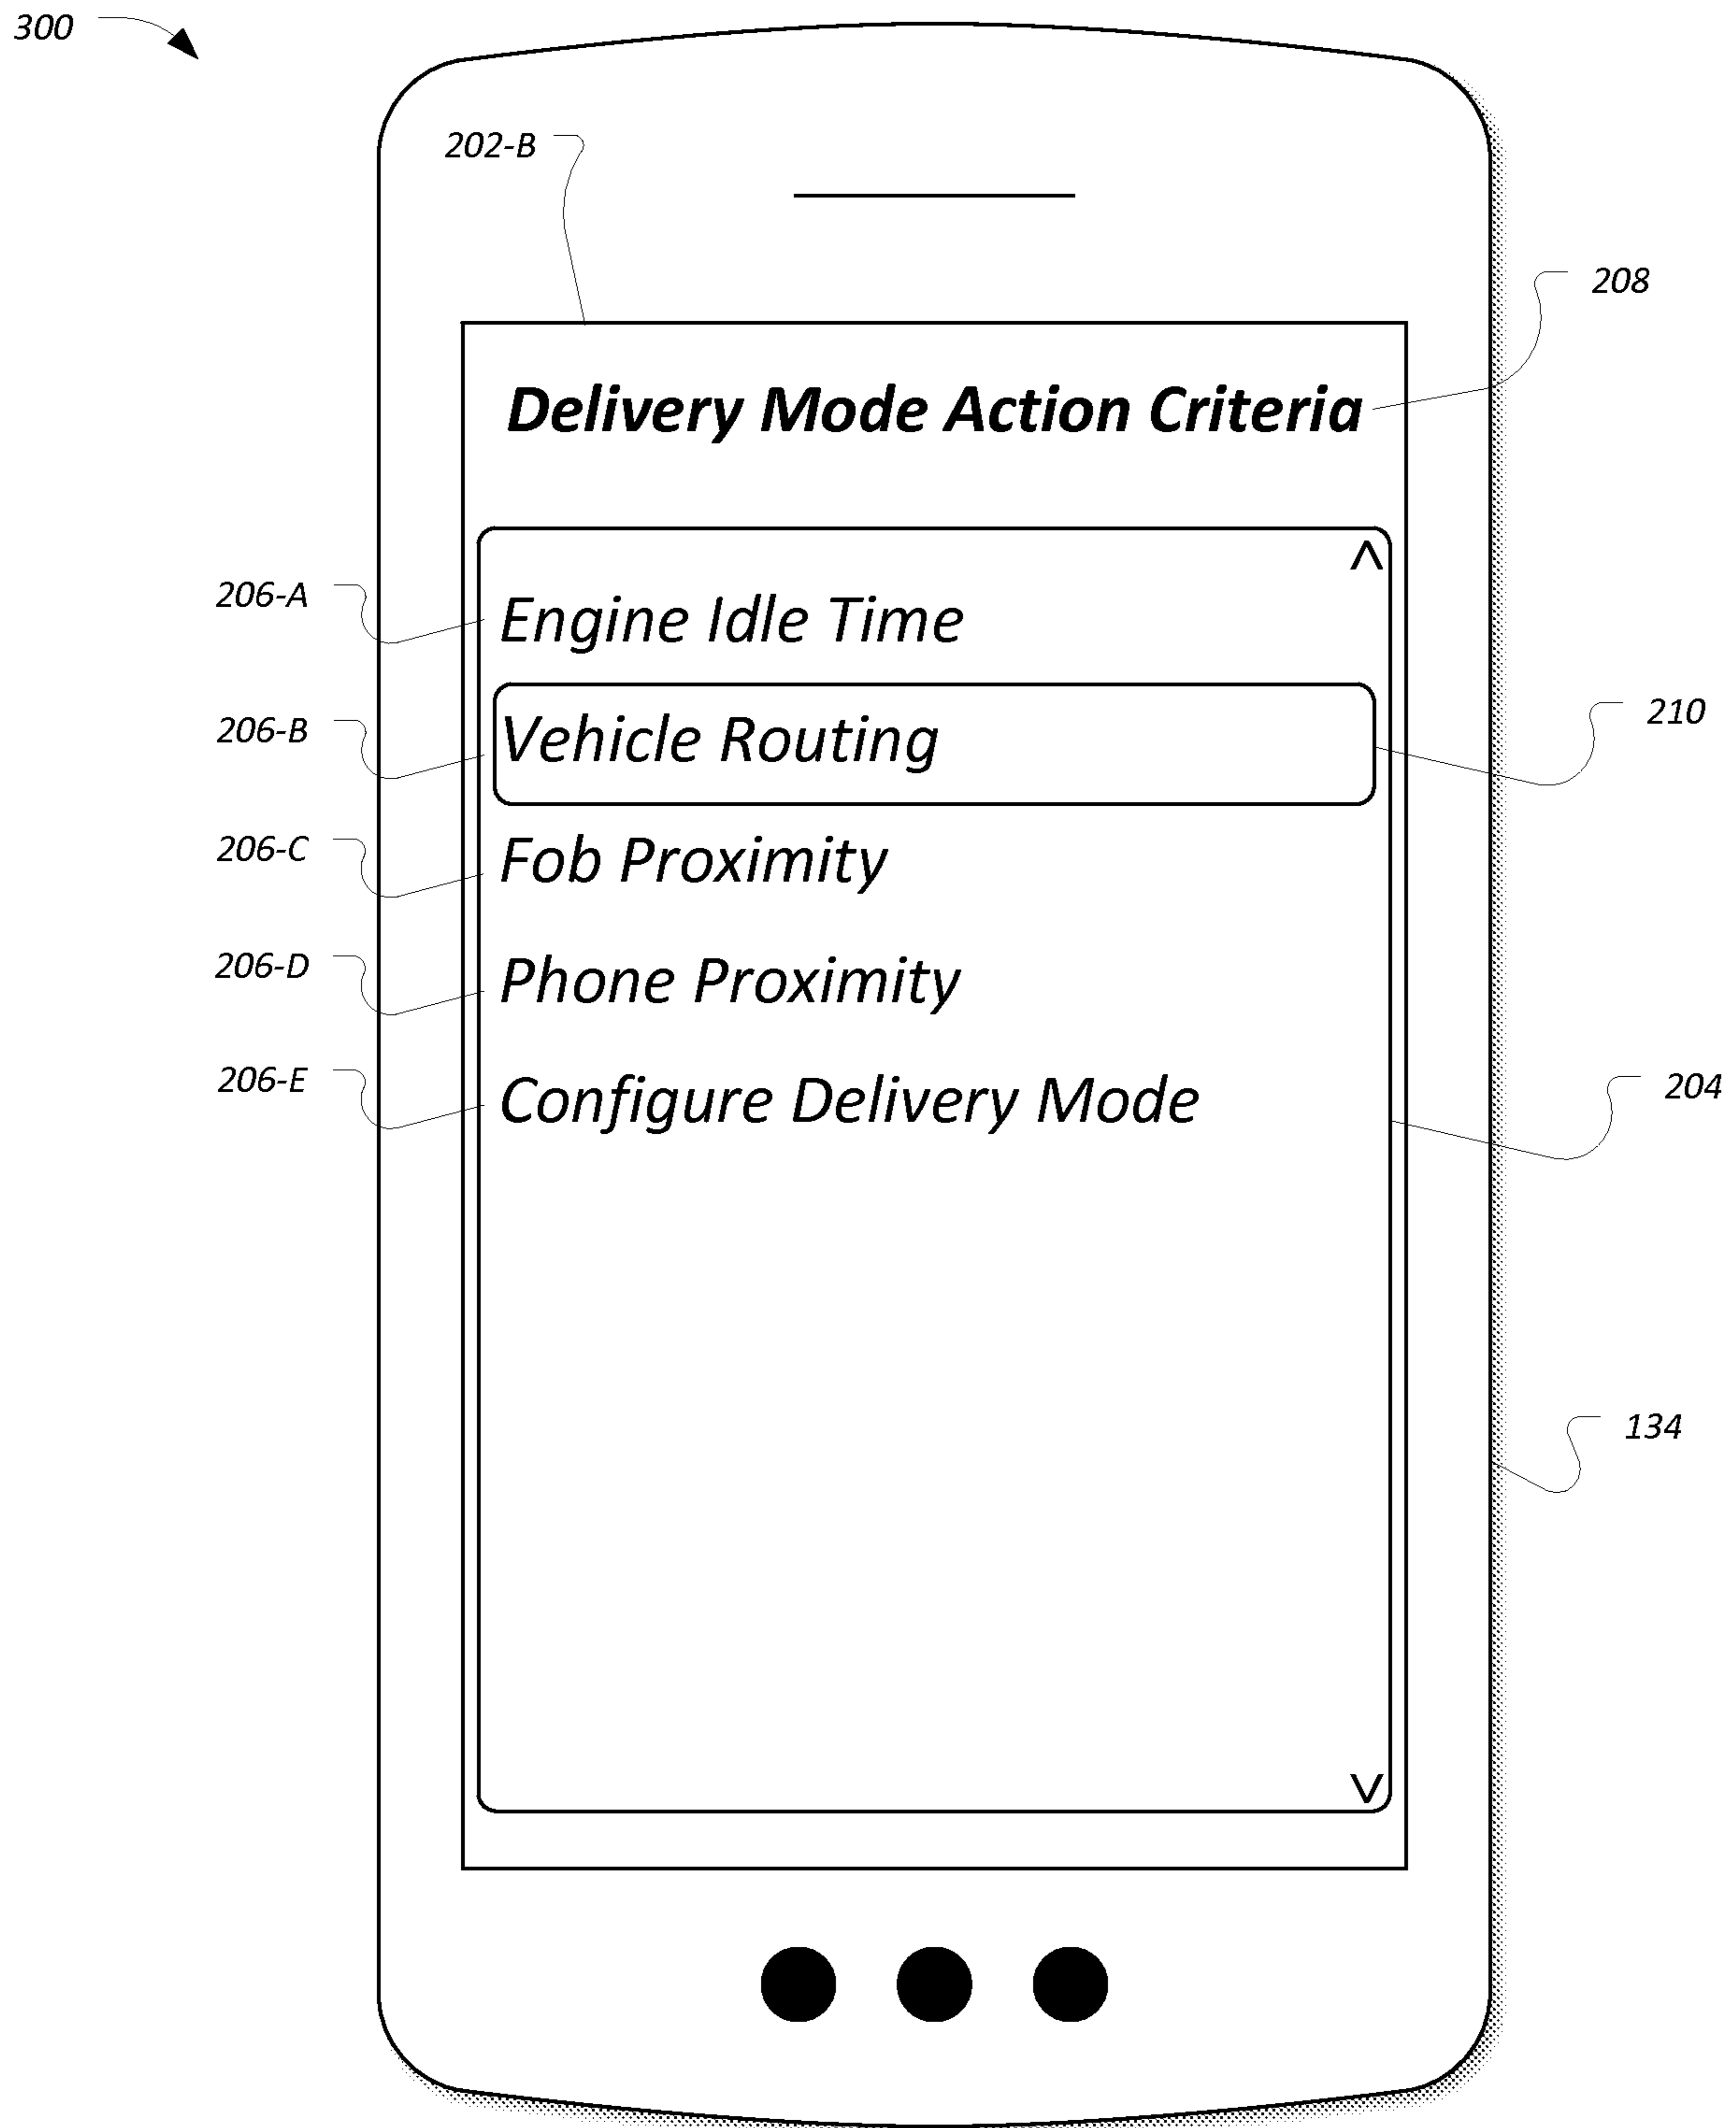 300
202-B
208
Delivery Mode Action Criteria
^
206-A
Engine Idle Time
206-B
Vehicle Routing
210
206-C
Fob Proximity
206-D
Phone Proximity
206-E
Configure Delivery Mode
204
134
V